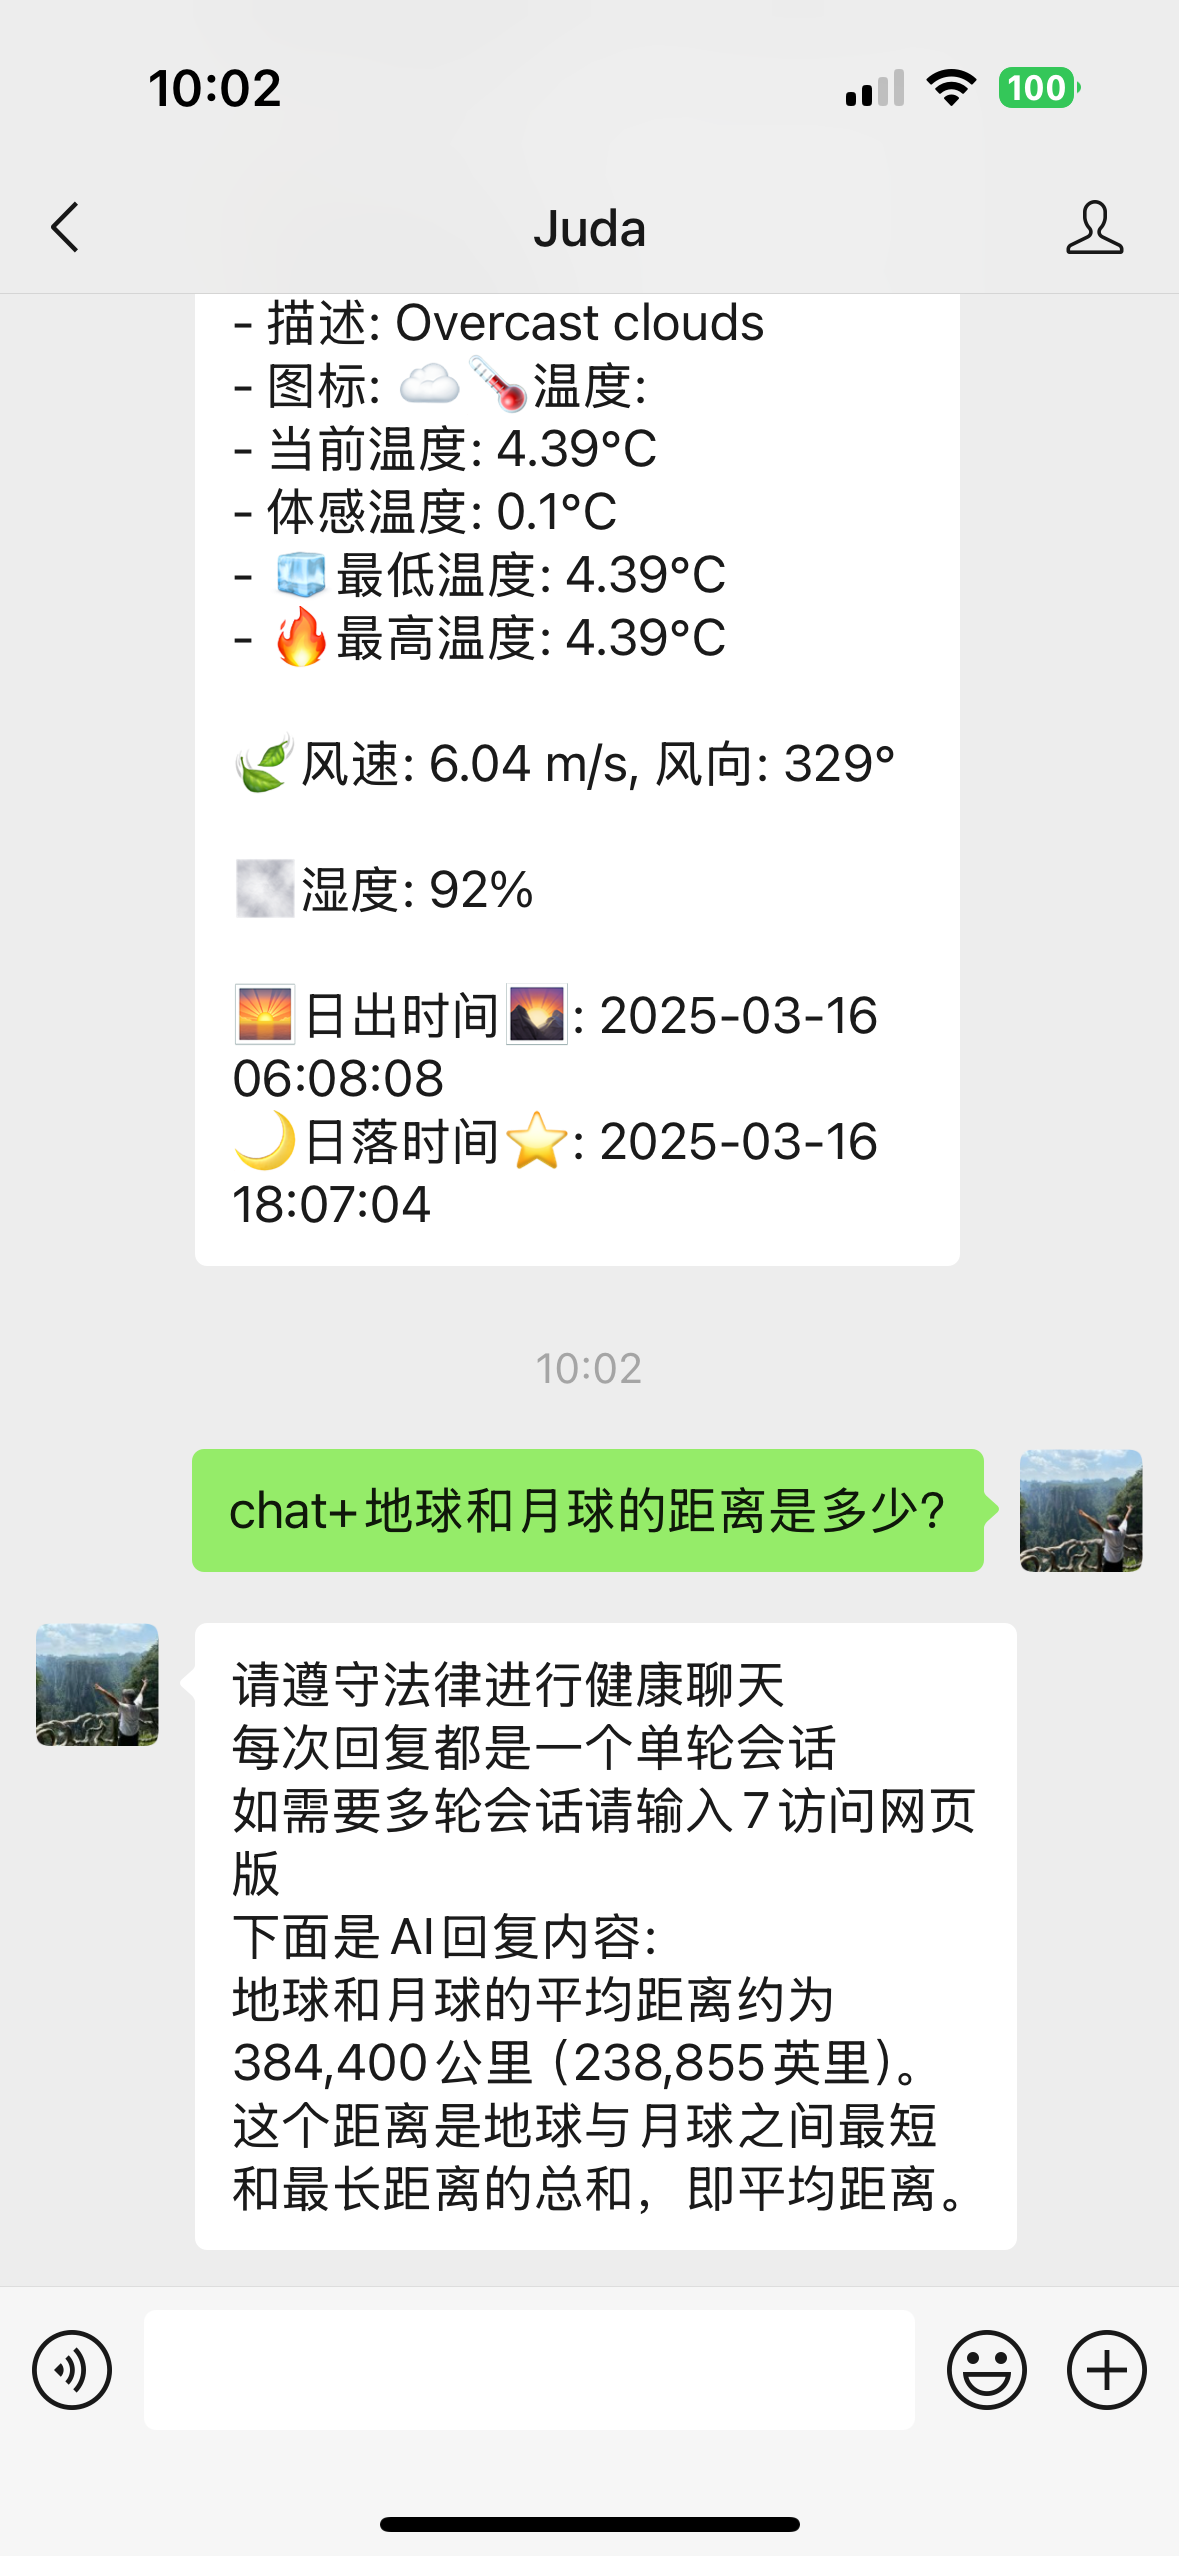 10:02
100
Juda
- 描述: Overcast clouds
- 图标: ☁️🌡️温度:
- 当前温度: 4.39°C
- 体感温度: 0.1°C
- 🧊最低温度: 4.39°C
- 🔥最高温度: 4.39°C
🍃风速: 6.04 m/s, 风向: 329°
🌫️湿度: 92%
🌅日出时间🌄: 2025-03-16
06:08:08
🌙日落时间⭐: 2025-03-16
18:07:04
10:02
chat+地球和月球的距离是多少?
请遵守法律进行健康聊天
每次回复都是一个单轮会话
如需要多轮会话请输入7访问网页
版
下面是AI回复内容:
地球和月球的平均距离约为
384,400公里（238,855英里）。
这个距离是地球与月球之间最短
和最长距离的总和，即平均距离。